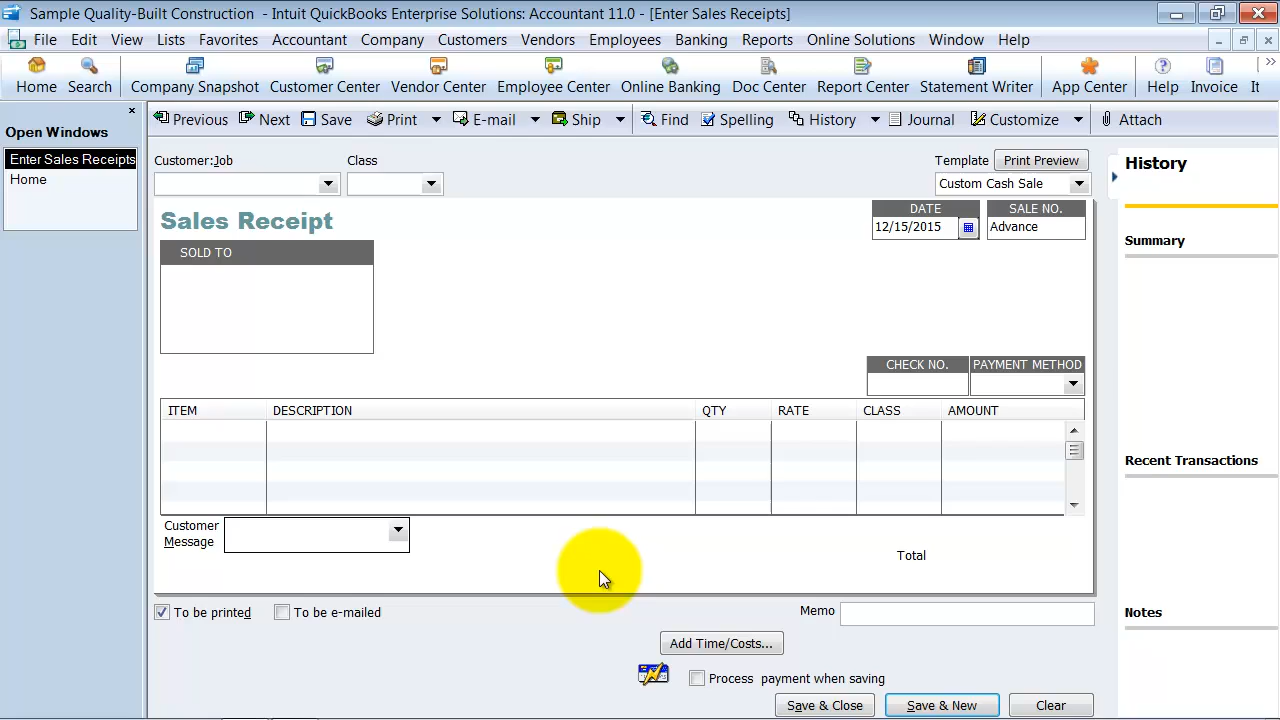 Sample Quality-Built Construction - Intuit QuickBooks Enterprise Solutions: Accountant 11.0 - [Enter Sales Receipts]
File Edit View Lists Favorites Accountant Company Customers Vendors Employees Banking Reports Online Solutions Window Help
Home Search Company Snapshot Customer Center Vendor Center Employee Center Online Banking Doc Center Report Center Statement Writer App Center Help Invoice It
Open Windows
Enter Sales Receipts
Home
Previous Next Save Print E-mail Ship Find Spelling History Journal Customize Attach
Customer:Job Class Template Print Preview
Custom Cash Sale
Sales Receipt
DATE SALE NO.
12/15/2015 Advance
SOLD TO
CHECK NO. PAYMENT METHOD
ITEM DESCRIPTION QTY RATE CLASS AMOUNT
Customer
Message
Total
To be printed To be e-mailed Memo
Add Time/Costs...
Process payment when saving
Save & Close Save & New Clear
History
Summary
Recent Transactions
Notes